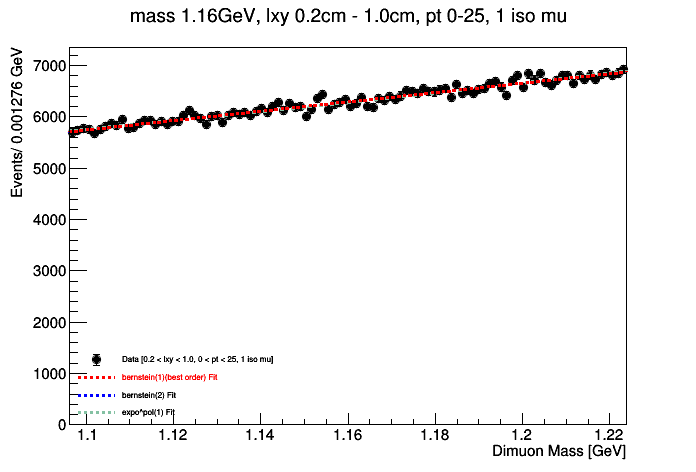 mass 1.16GeV, lxy 0.2cm - 1.0cm, pt 0-25, 1 iso mu
Events/ 0.001276 GeV
7000
6000
5000
4000
3000
2000
1000
0
Data [0.2 < lxy < 1.0, 0 < pt < 25, 1 iso mu]
bernstein(1)(best order) Fit
bernstein(2) Fit
expo^pol(1) Fit
1.1 1.12 1.14 1.16 1.18 1.2 1.22
Dimuon Mass [GeV]